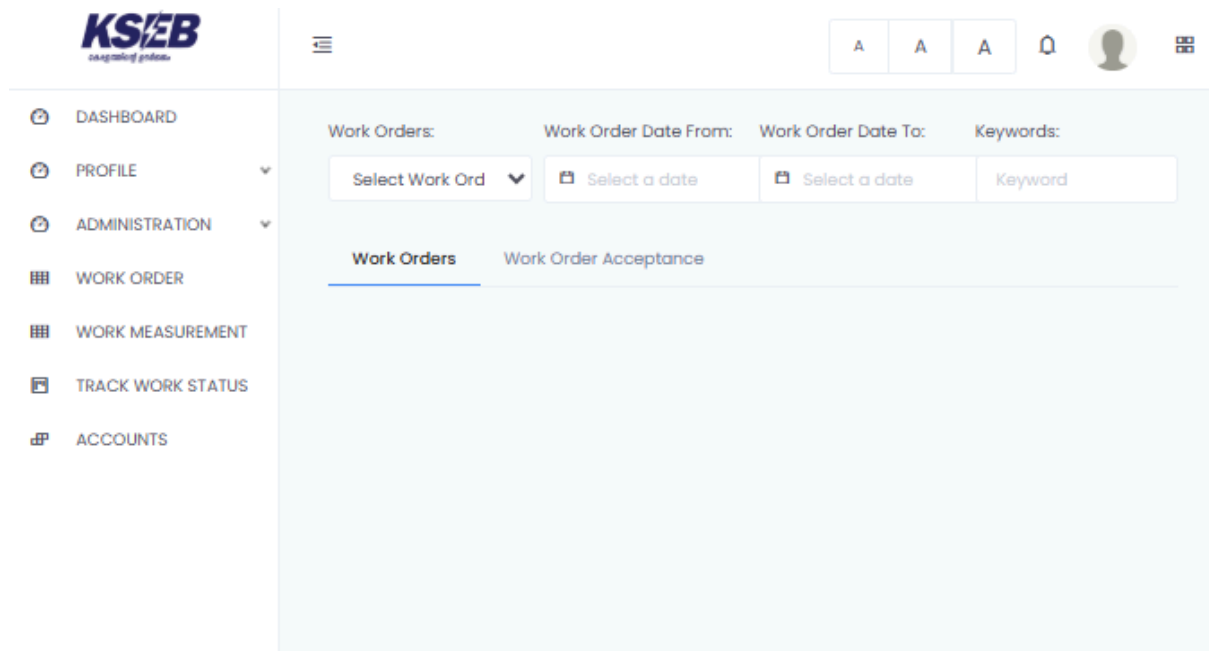 KSEB
A A A
DASHBOARD
PROFILE
ADMINISTRATION
WORK ORDER
WORK MEASUREMENT
TRACK WORK STATUS
ACCOUNTS
Work Orders: Work Order Date From: Work Order Date To: Keywords:
Select Work Ord Select a date Select a date Keyword
Work Orders Work Order Acceptance